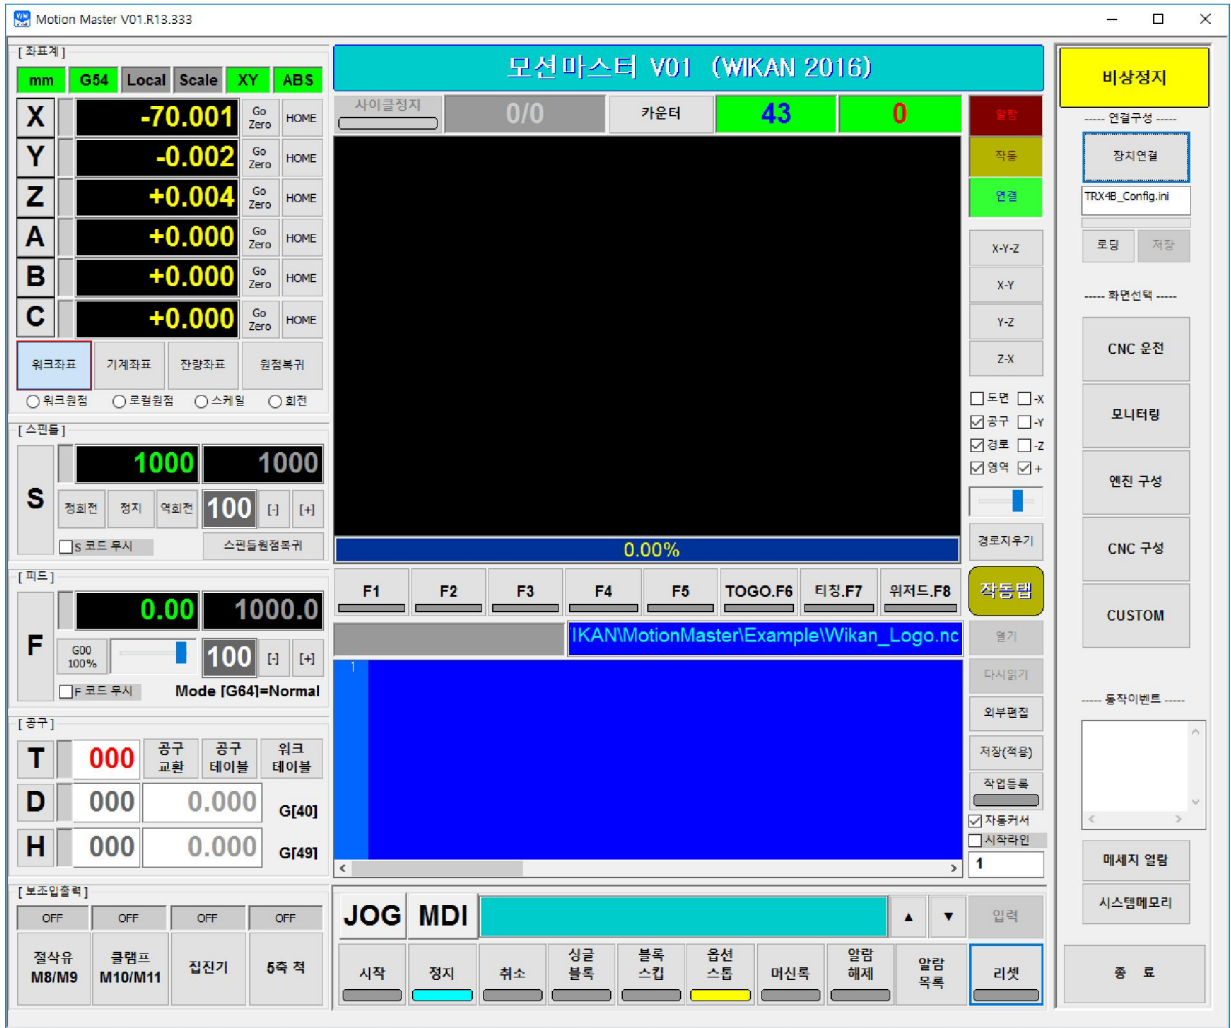 Motion Master V01.R13.333
[ 좌표계 ]
mm G54 Local Scale XY ABS
X -70.001 Go Zero HOME
Y -0.002 Go Zero HOME
Z +0.004 Go Zero HOME
A +0.000 Go Zero HOME
B +0.000 Go Zero HOME
C +0.000 Go Zero HOME
워크좌표 기계좌표 잔량좌표 원점복귀
워크원점 로컬원점 스케일 회전
[ 스핀들 ]
S 1000 1000
정회전 정지 역회전 100 [-] [+]
S 코드 무시 스핀들원점복귀
[ 피드 ]
F 0.00 1000.0
G00 100% 100 [-] [+]
F 코드 무시 Mode [G64]=Normal
[ 공구 ]
T 000 공구 교환 공구 테이블 워크 테이블
D 000 0.000 G[40]
H 000 0.000 G[49]
[ 보조입출력 ]
OFF OFF OFF OFF
절삭유 M8/M9 클램프 M10/M11 집진기 5축 척
모션마스터 V01 (WIKAN 2016)
사이클정지 0/0 카운터 43 0
알람
작동
연결
X-Y-Z
X-Y
Y-Z
Z-X
도면 -X
공구 -Y
경로 -Z
영역 +
경로지우기
0.00%
F1 F2 F3 F4 F5 TOGO.F6 티칭.F7 위저드.F8 작동탭
IKAN\MotionMaster\Example\Wikan_Logo.nc
1
열기
다시읽기
외부편집
저장(적용)
작업등록
자동커서
시작라인
1
JOG MDI ▲ ▼ 입력
시작 정지 취소 싱글 블록 블록 스킵 옵션 스톱 머신록 알람 해제 알람 목록 리셋
비상정지
----- 연결구성 -----
장치연결
TRX4B_Config.ini
로딩 저장
----- 화면선택 -----
CNC 운전
모니터링
엔진 구성
CNC 구성
CUSTOM
----- 동작이벤트 -----
메세지 열람
시스템메모리
종 료